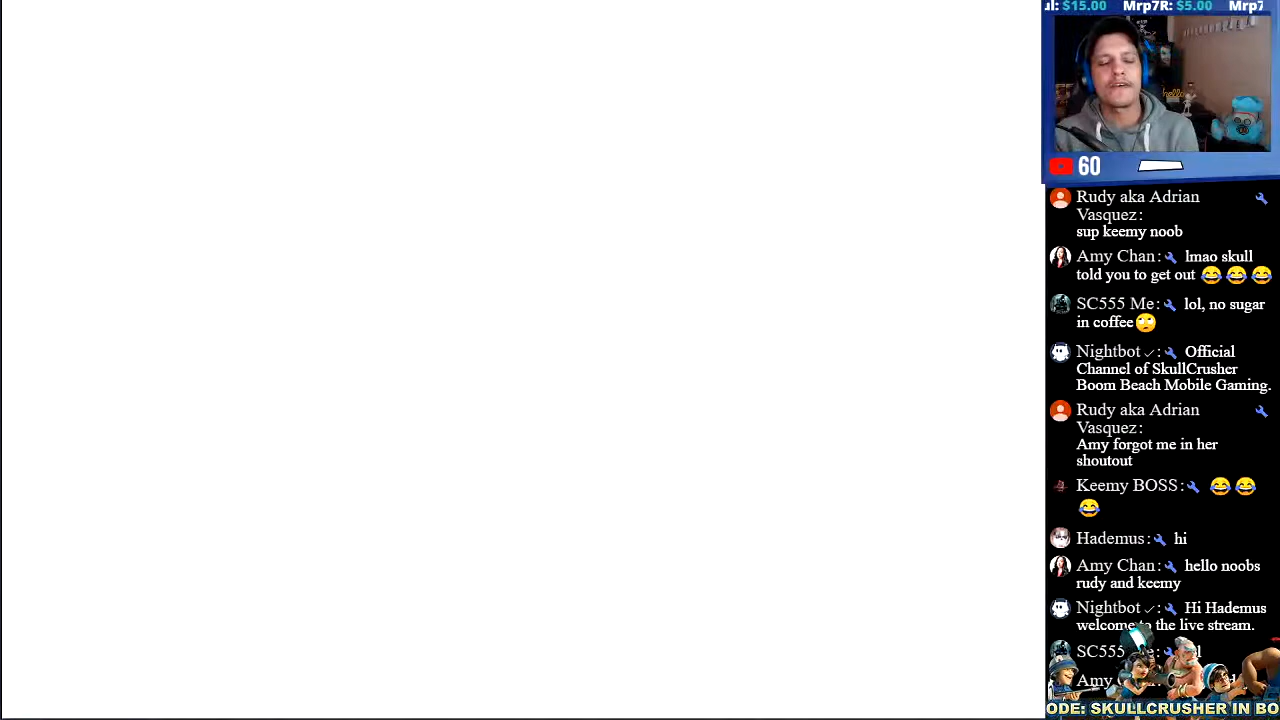 ul: $15.00 Mrp7R: $5.00 Mrp7
hello
60
Rudy aka Adrian
Vasquez:
sup keemy noob
Amy Chan: lmao skull
told you to get out 😂 😂 😂
SC555 Me: lol, no sugar
in coffee🙄
Nightbot ✓: Official
Channel of SkullCrusher
Boom Beach Mobile Gaming.
Rudy aka Adrian
Vasquez:
Amy forgot me in her
shoutout
Keemy BOSS: 😂 😂
😂
Hademus: hi
Amy Chan: hello noobs
rudy and keemy
Nightbot ✓: Hi Hademus
welcome to the live stream.
SC555
Amy
ODE: SKULLCRUSHER IN BO